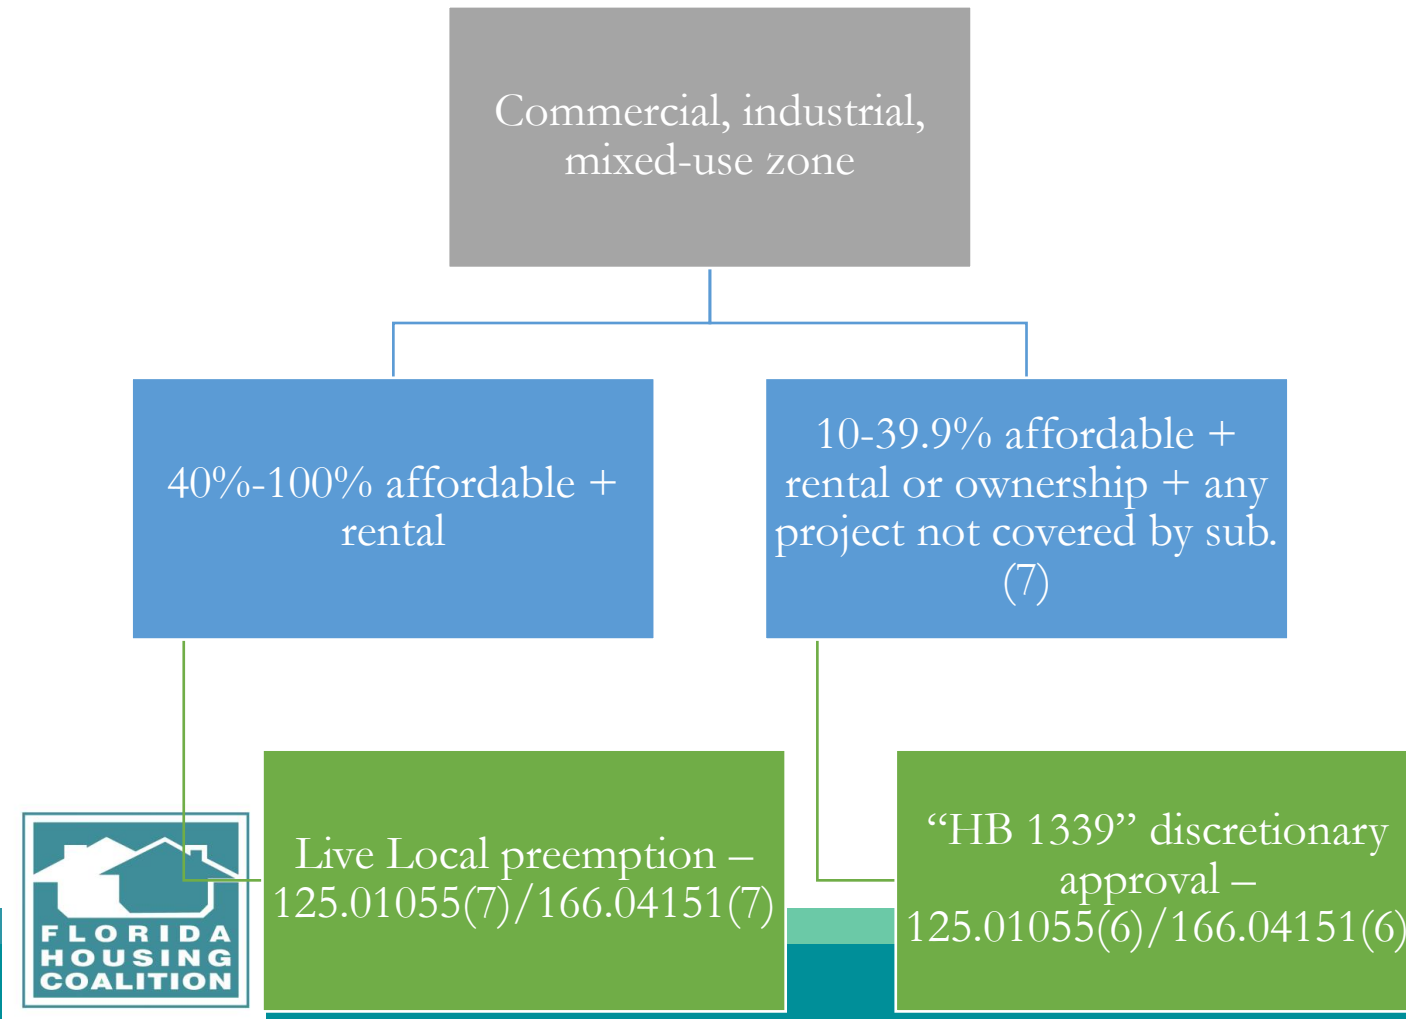 Commercial, industrial,
mixed-use zone
40%-100% affordable +
rental
10-39.9% affordable +
rental or ownership + any
project not covered by sub.
(7)
Live Local preemption –
125.01055(7)/166.04151(7)
“HB 1339” discretionary
approval –
125.01055(6)/166.04151(6)
FLORIDA
HOUSING
COALITION